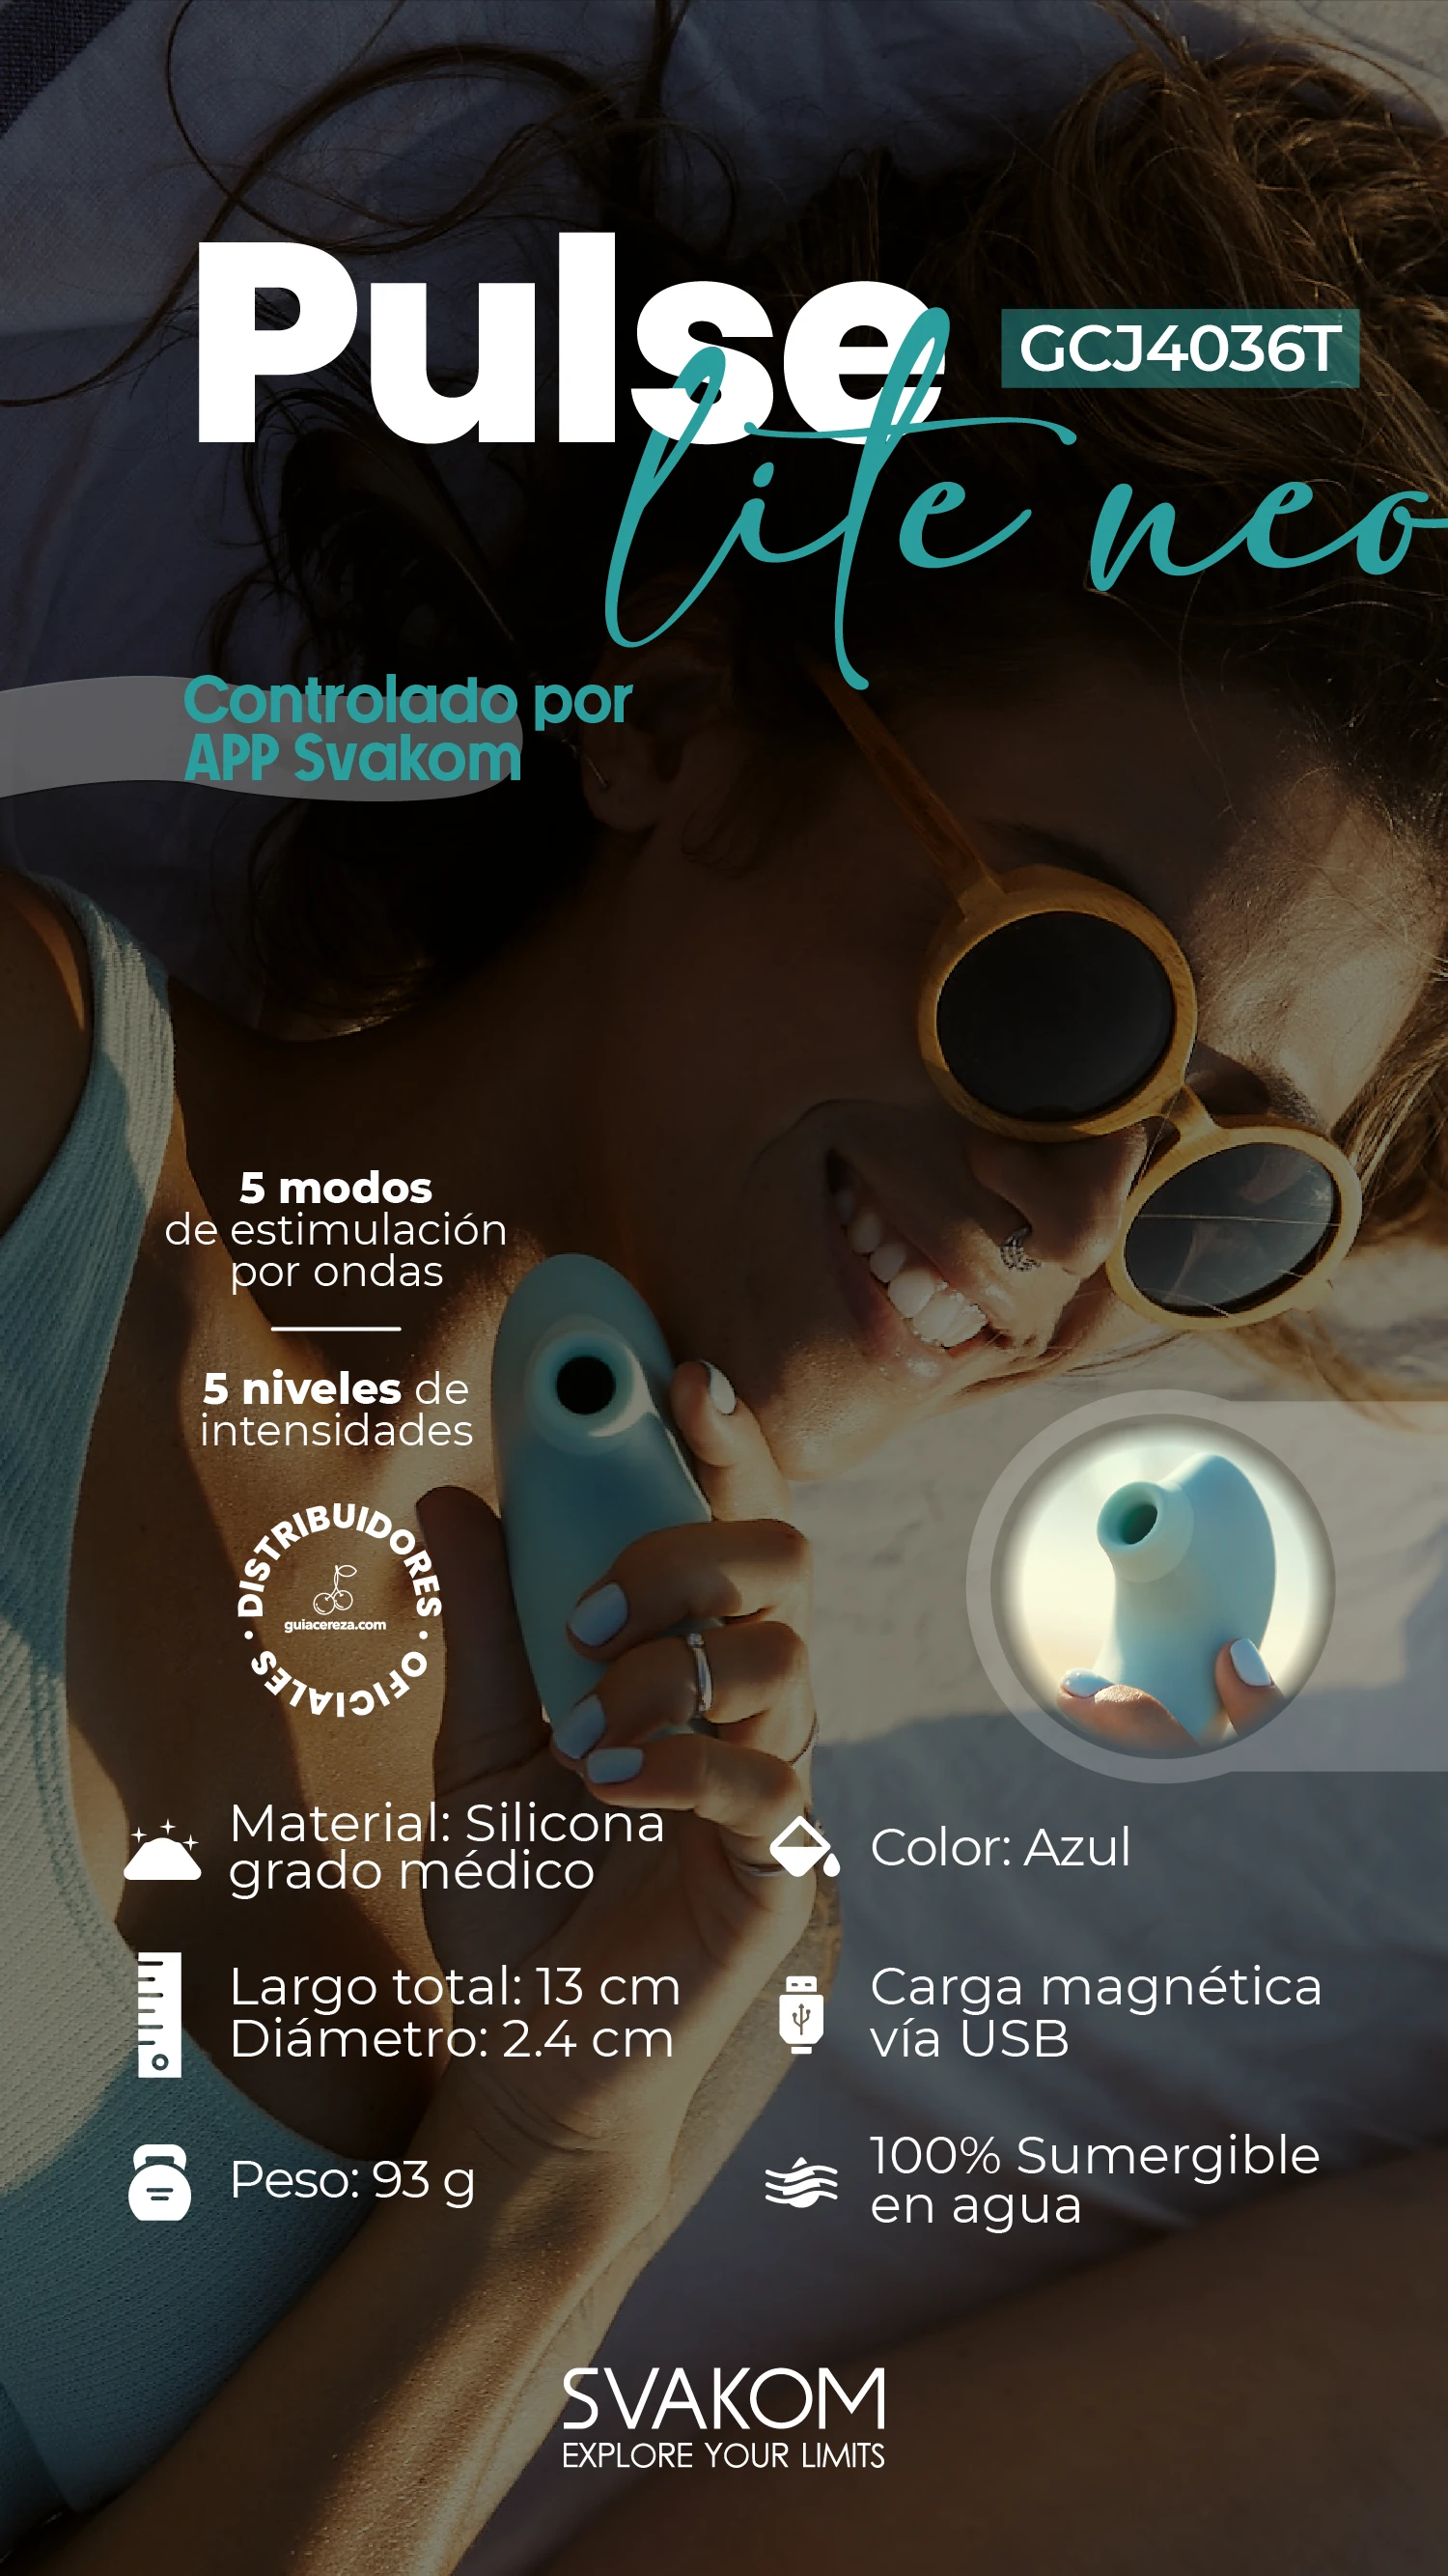 Pulse
GCJ4036T
lite neo
Controlado por
APP Svakom
5 modos
de estimulación
por ondas
5 niveles de
intensidades
• DISTRIBUIDORES •
guiacereza.com
OFICIALES
Material: Silicona
grado médico
Color: Azul
Largo total: 13 cm
Diámetro: 2.4 cm
Carga magnética
vía USB
Peso: 93 g
100% Sumergible
en agua
SVAKOM
EXPLORE YOUR LIMITS